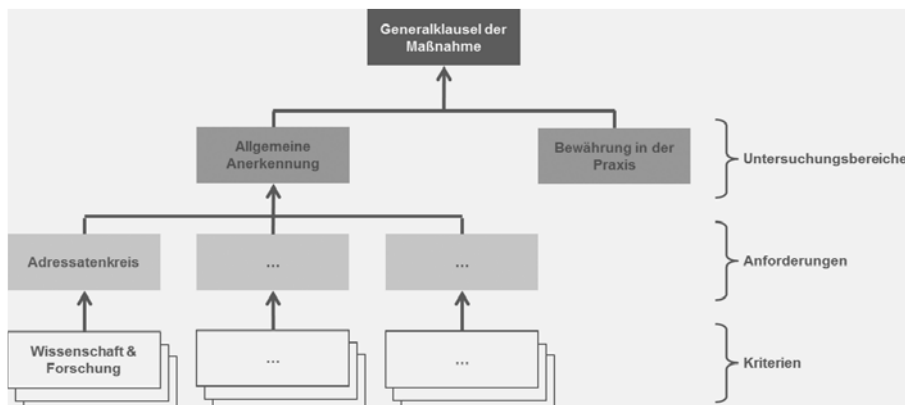 Generalklausel der
Maßnahme
Allgemeine
Anerkennung
Bewährung in der
Praxis
Untersuchungsbereiche
Adressatenkreis
...
...
Anforderungen
Wissenschaft &
Forschung
...
...
Kriterien